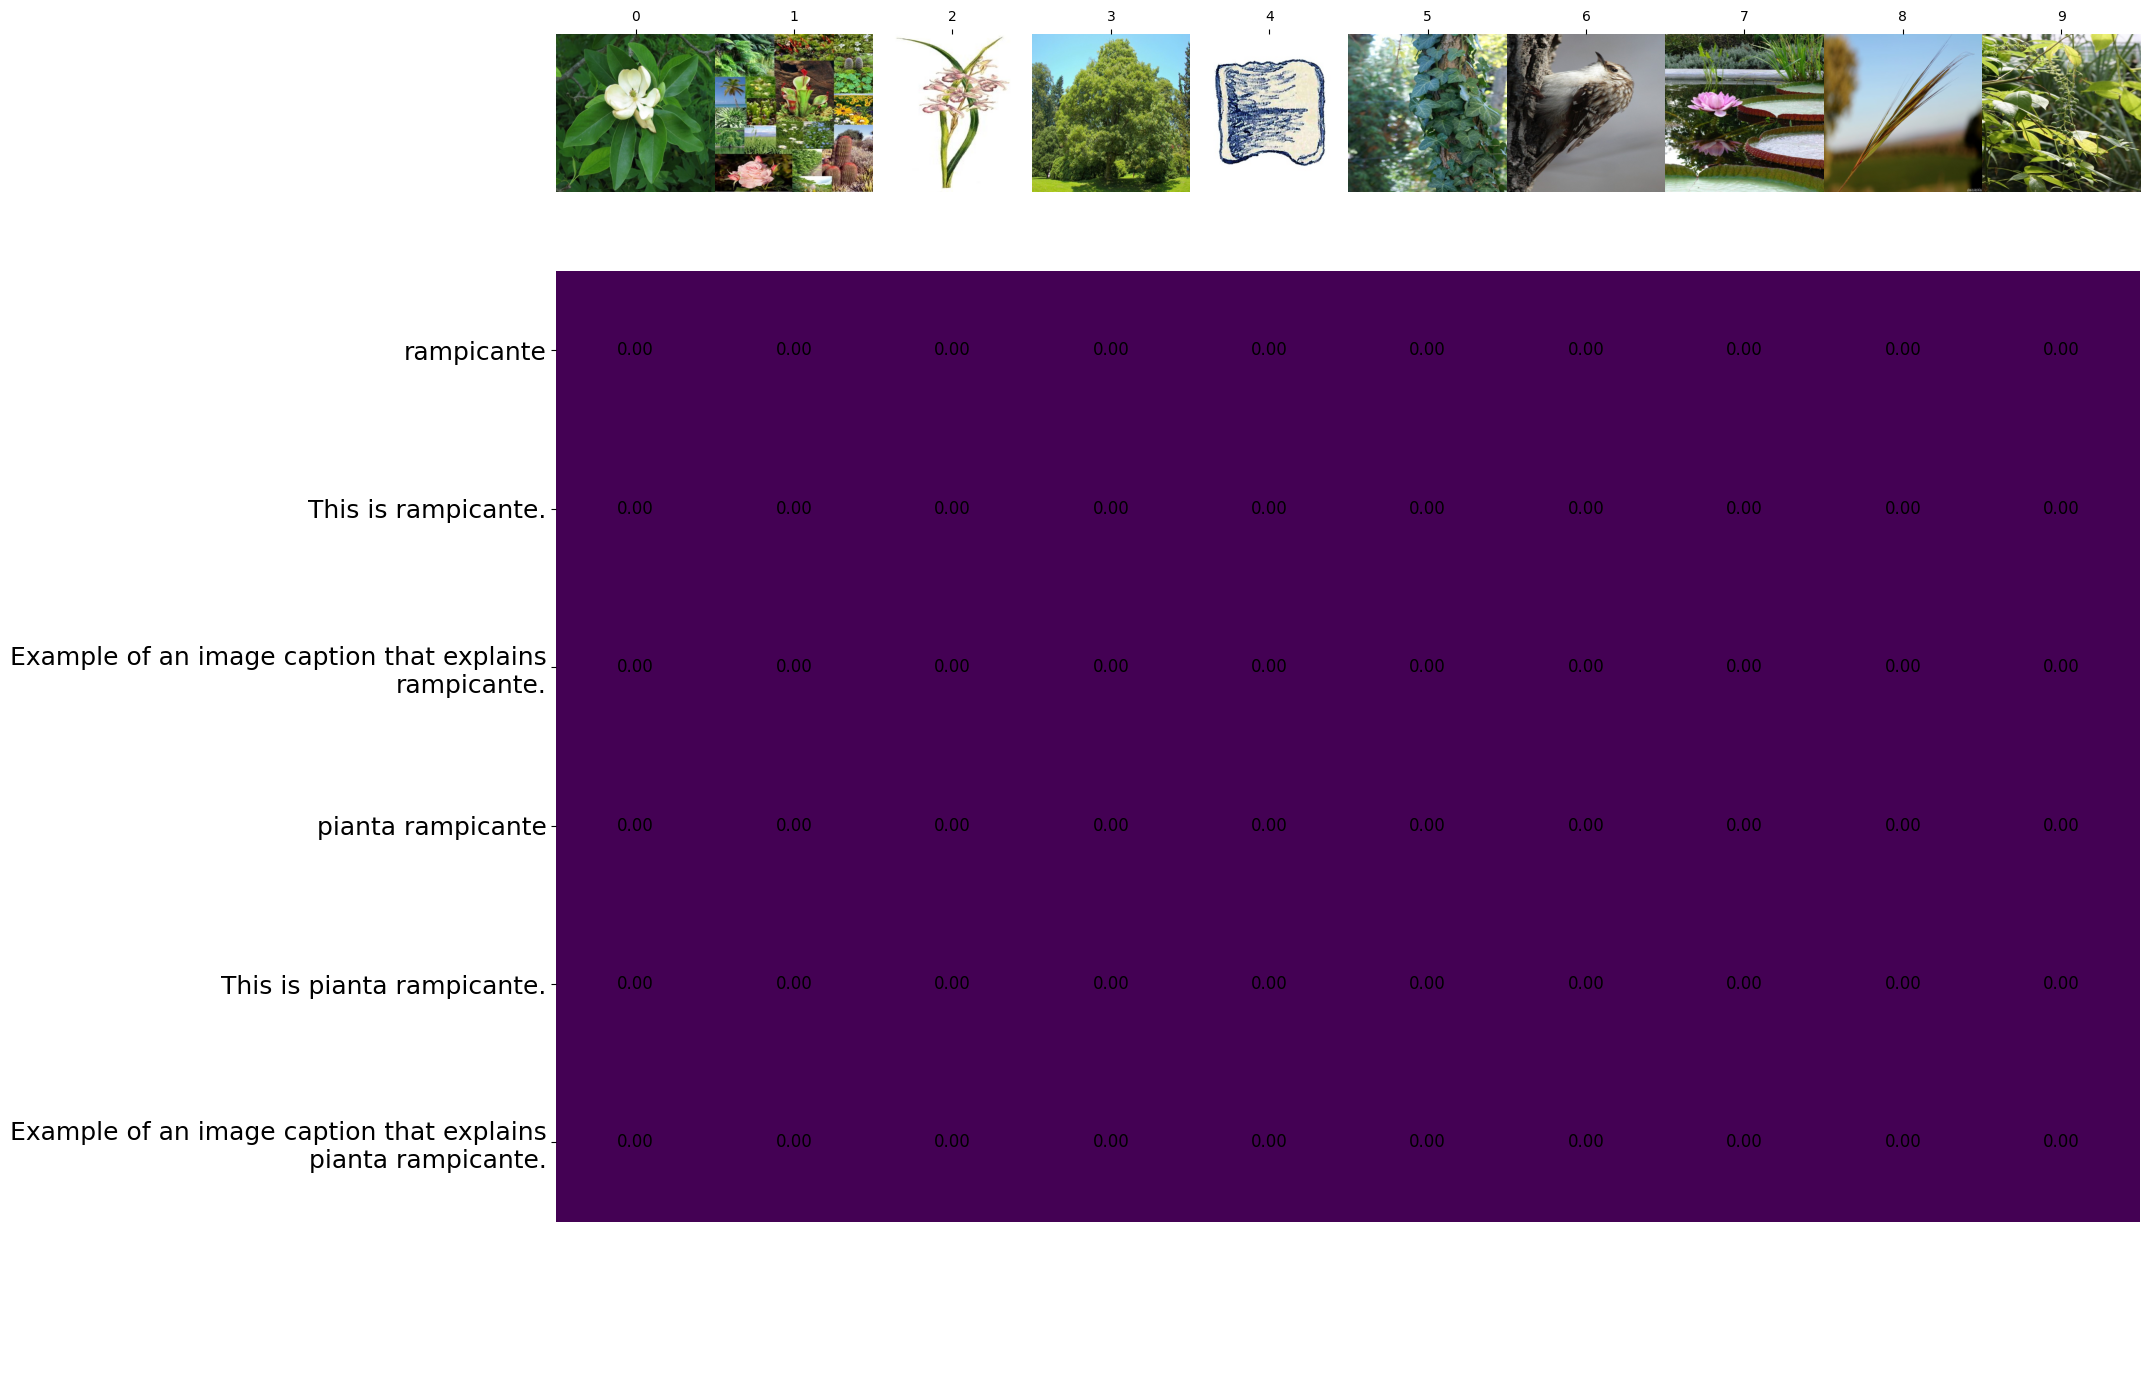 0 1 2 3 4 5 6 7 8 9
rampicante 0.00 0.00 0.00 0.00 0.00 0.00 0.00 0.00 0.00 0.00
This is rampicante. 0.00 0.00 0.00 0.00 0.00 0.00 0.00 0.00 0.00 0.00
Example of an image caption that explains
rampicante. 0.00 0.00 0.00 0.00 0.00 0.00 0.00 0.00 0.00 0.00
pianta rampicante 0.00 0.00 0.00 0.00 0.00 0.00 0.00 0.00 0.00 0.00
This is pianta rampicante. 0.00 0.00 0.00 0.00 0.00 0.00 0.00 0.00 0.00 0.00
Example of an image caption that explains
pianta rampicante. 0.00 0.00 0.00 0.00 0.00 0.00 0.00 0.00 0.00 0.00